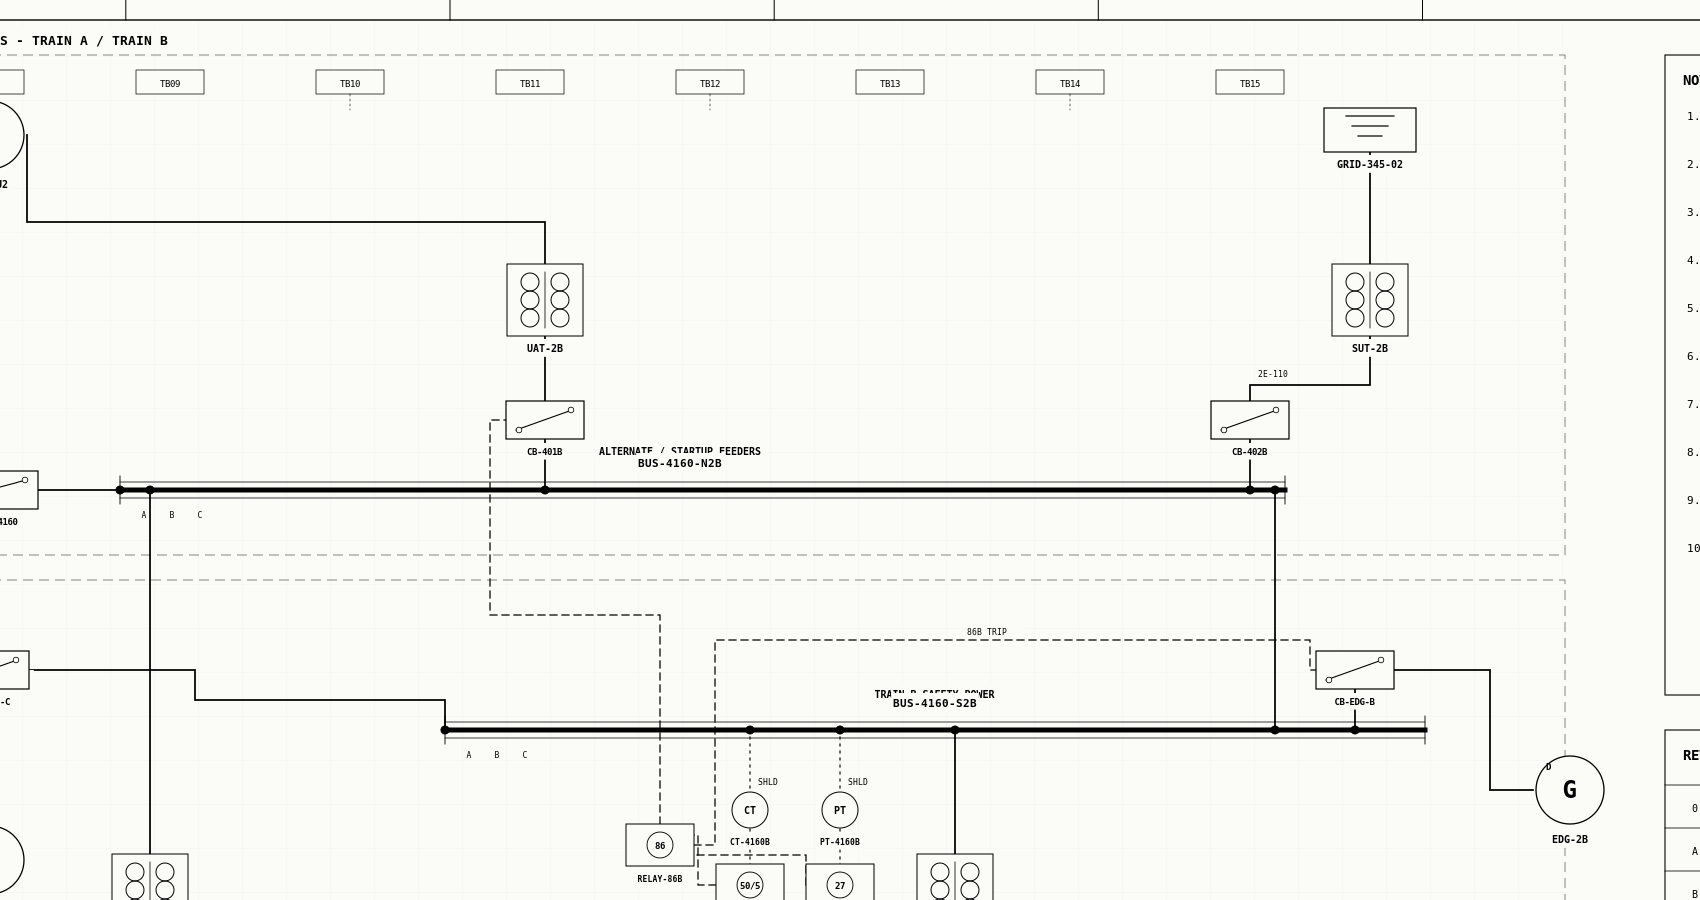 S - TRAIN A / TRAIN B
TB09 TB10 TB11 TB12 TB13 TB14 TB15
NO
1.
GRID-345-02
2.
J2
3.
4.
5.
UAT-2B
SUT-2B
6.
2E-110
7.
CB-401B
ALTERNATE / STARTUP FEEDERS
CB-402B
8.
BUS-4160-N2B
9.
A B C
4160
10
86B TRIP
TRAIN B SAFETY POWER
-C
BUS-4160-S2B
CB-EDG-B
A B C
RE
D
SHLD SHLD
G
CT PT
0
EDG-2B
86
CT-4160B PT-4160B
A
RELAY-86B
50/5 27
B